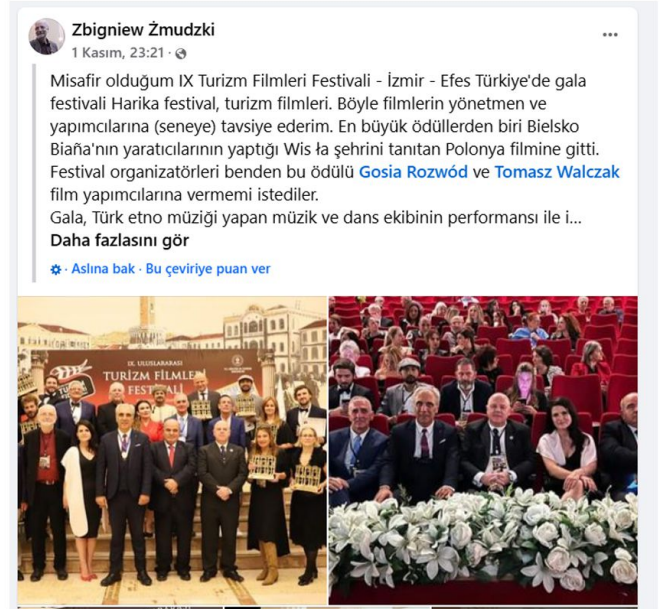 Zbigniew Żmudzki
1 Kasım, 23:21 ·
Misafir olduğum IX Turizm Filmleri Festivali - İzmir - Efes Türkiye'de gala
festivali Harika festival, turizm filmleri. Böyle filmlerin yönetmen ve
yapımcılarına (seneye) tavsiye ederim. En büyük ödüllerden biri Bielsko
Biaña'nın yaratıcılarının yaptığı Wis ła şehrini tanıtan Polonya filmine gitti.
Festival organizatörleri benden bu ödülü Gosia Rozwód ve Tomasz Walczak
film yapımcılarına vermemi istediler.
Gala, Türk etno müziği yapan müzik ve dans ekibinin performansı ile i...
Daha fazlasını gör
· Aslına bak · Bu çeviriye puan ver
IX. ULUSLARARASI
TURİZM FİLMLERİ
FESTİVALİ